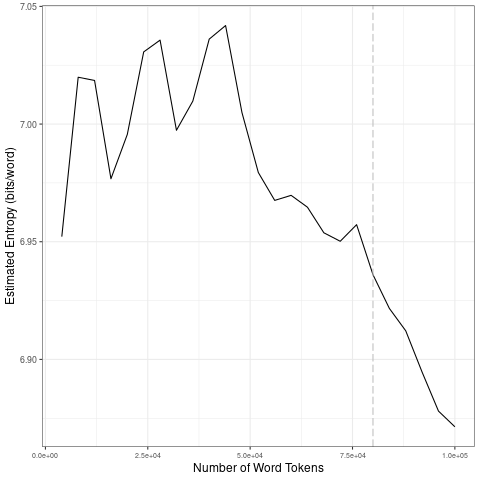 7.05
7.00
6.95
6.90
Estimated Entropy (bits/word)
0.0e+00 2.5e+04 5.0e+04 7.5e+04 1.0e+05
Number of Word Tokens